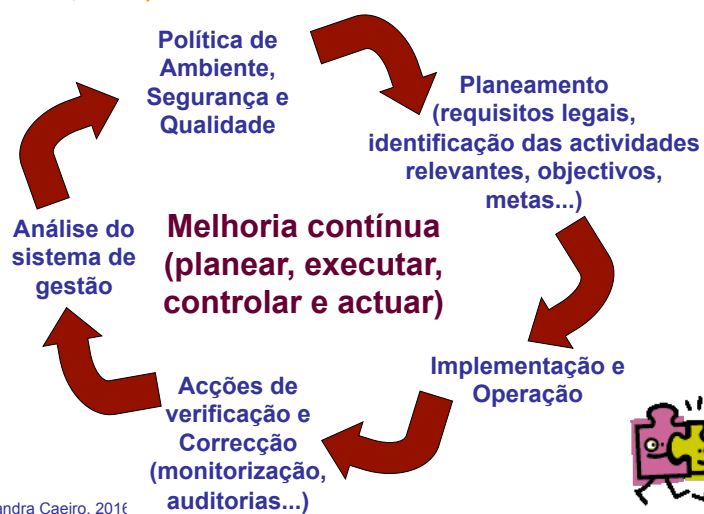 Política de
Ambiente,
Segurança e
Qualidade
Planeamento
(requisitos legais,
identificação das actividades
relevantes, objectivos,
metas...)
Análise do
sistema de
gestão
Melhoria contínua
(planear, executar,
controlar e actuar)
Implementação e
Operação
Acções de
verificação e
Correcção
(monitorização,
auditorias...)
andra Caeiro, 2016